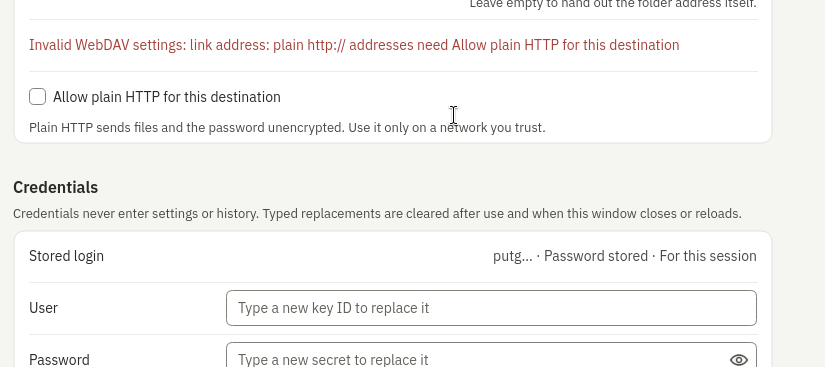 Leave empty to hand out the folder address itself.
Invalid WebDAV settings: link address: plain http:// addresses need Allow plain HTTP for this destination
Allow plain HTTP for this destination
Plain HTTP sends files and the password unencrypted. Use it only on a network you trust.
Credentials
Credentials never enter settings or history. Typed replacements are cleared after use and when this window closes or reloads.
Stored login putg... · Password stored · For this session
User Type a new key ID to replace it
Password Type a new secret to replace it